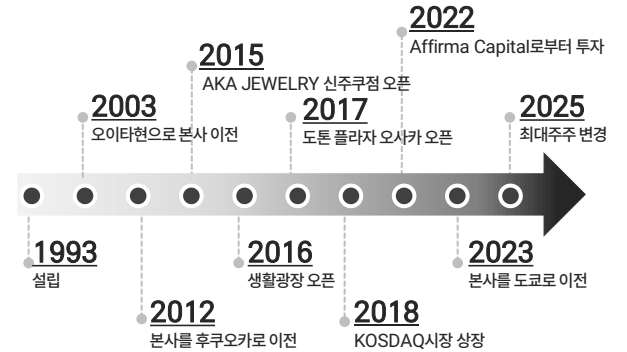 1993
설립
2003
오이타현으로 본사 이전
2012
본사를 후쿠오카로 이전
2015
AKA JEWELRY 신주쿠점 오픈
2016
생활광장 오픈
2017
도톤 플라자 오사카 오픈
2018
KOSDAQ시장 상장
2022
Affirma Capital로부터 투자
2023
본사를 도쿄로 이전
2025
최대주주 변경